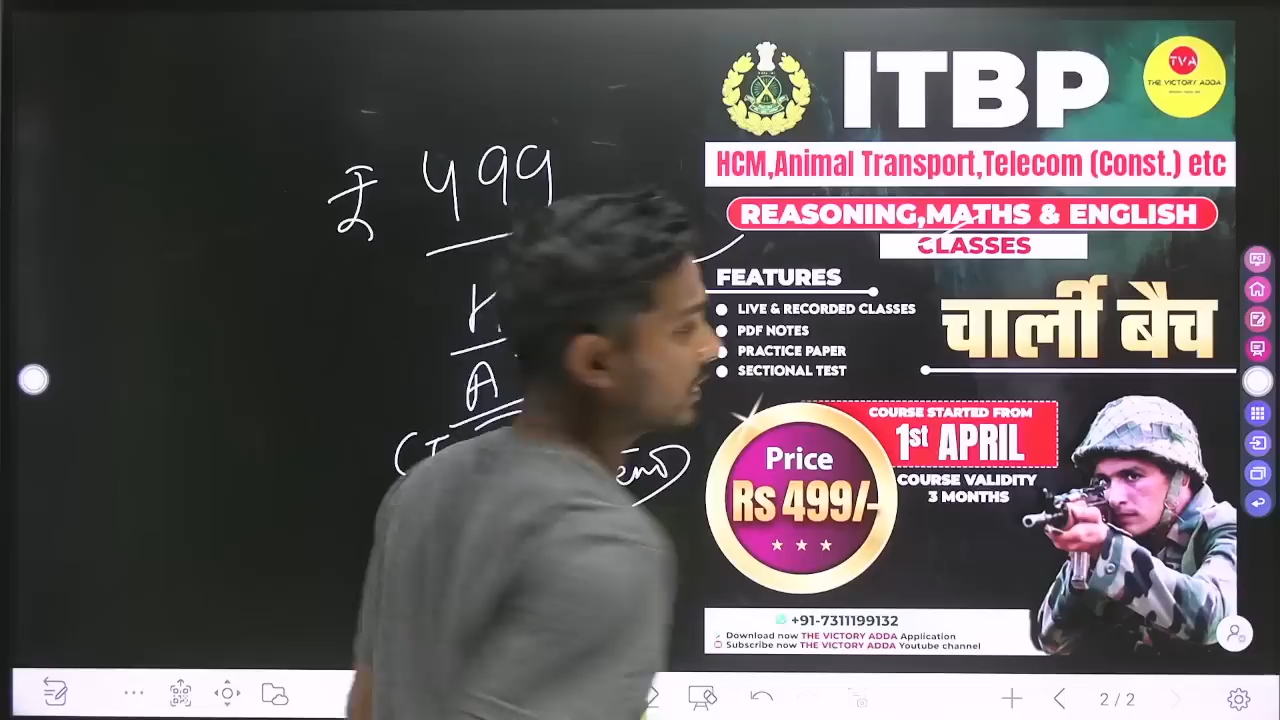 ₹ 499
H
A
ITBP
TVA
THE VICTORY ADDA
HCM,Animal Transport,Telecom (Const.) etc
REASONING,MATHS & ENGLISH
CLASSES
FEATURES
LIVE & RECORDED CLASSES
PDF NOTES
PRACTICE PAPER
SECTIONAL TEST
चार्ली बैच
COURSE STARTED FROM
1st APRIL
Price
Rs 499/-
COURSE VALIDITY
3 MONTHS
+91-7311199132
Download now THE VICTORY ADDA Application
Subscribe now THE VICTORY ADDA Youtube channel
2/2